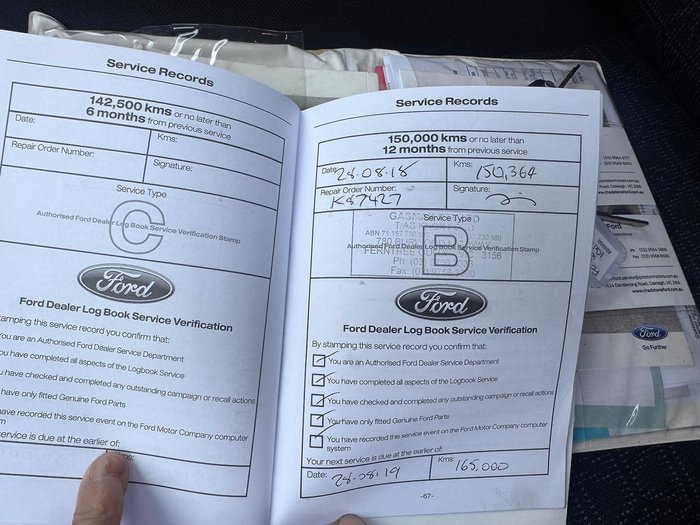 Service Records
142,500 kms or no later than
6 months from previous service
Date:
Kms:
Repair Order Number:
Signature:
Service Type
C
Authorised Ford Dealer Log Book Service Verification Stamp
Ford
Ford Dealer Log Book Service Verification
stamping this service record you confirm that:
You are an Authorised Ford Dealer Service Department
have completed all aspects of the Logbook Service
you have checked and completed any outstanding campaign or recall actions
have only fitted Genuine Ford Parts
have recorded this service event on the Ford Motor Company computer
service is due at the earlier of:
Kms:
Service Records
150,000 kms or no later than
12 months from previous service
Date: 28.08.18
Kms: 150,364
Repair Order Number:
K87427
Signature:
Service Type
ABN 71 157 730 580
Authorised Ford Dealer Log Book Service Verification Stamp
B
FERNTREE 3156
Ph:
Fax:
Ford
Ford Dealer Log Book Service Verification
By stamping this service record you confirm that:
You are an Authorised Ford Dealer Service Department
You have completed all aspects of the Logbook Service
You have checked and completed any outstanding campaign or recall actions
You have only fitted Genuine Ford Parts
You have recorded this service event on the Ford Motor Company computer
system
Your next service is due at the earlier of:
Date: 28.08.19
Kms: 165,000
-67-
Ford
Ford
Go Further